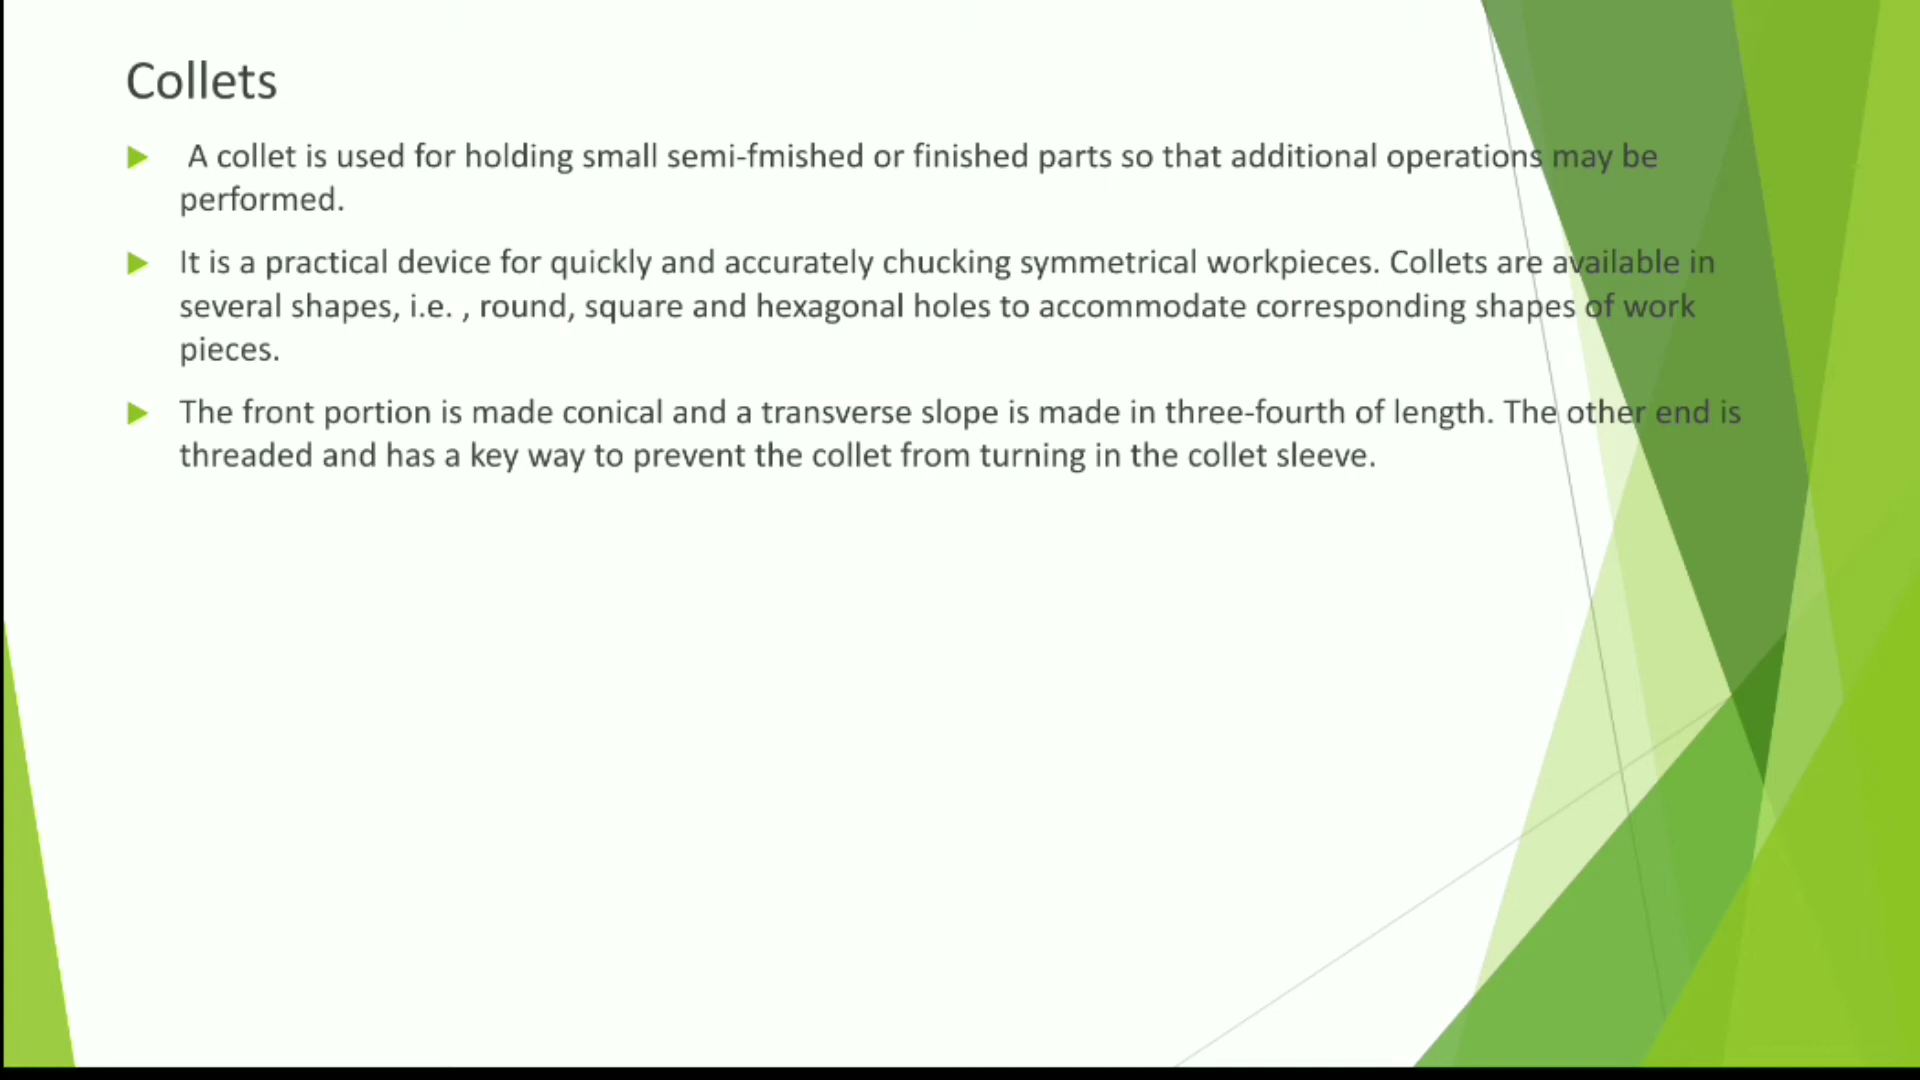 Collets
A collet is used for holding small semi-fmished or finished parts so that additional operations may be
performed.
It is a practical device for quickly and accurately chucking symmetrical workpieces. Collets are available in
several shapes, i.e. , round, square and hexagonal holes to accommodate corresponding shapes of work
pieces.
The front portion is made conical and a transverse slope is made in three-fourth of length. The other end is
threaded and has a key way to prevent the collet from turning in the collet sleeve.